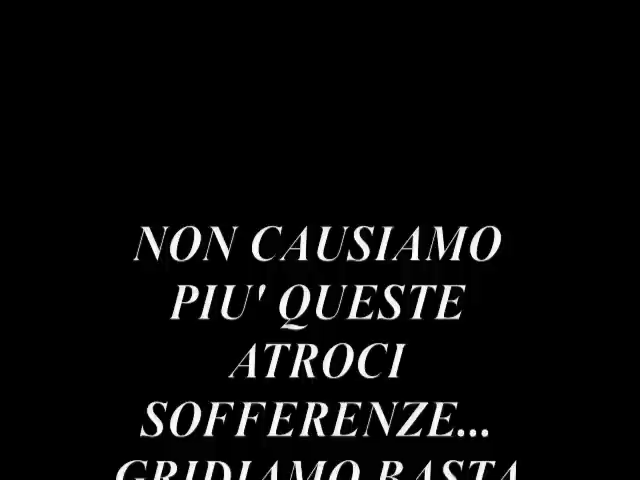 NON CAUSIAMO
PIU' QUESTE
ATROCI
SOFFERENZE...
GRIDIAMO BASTA